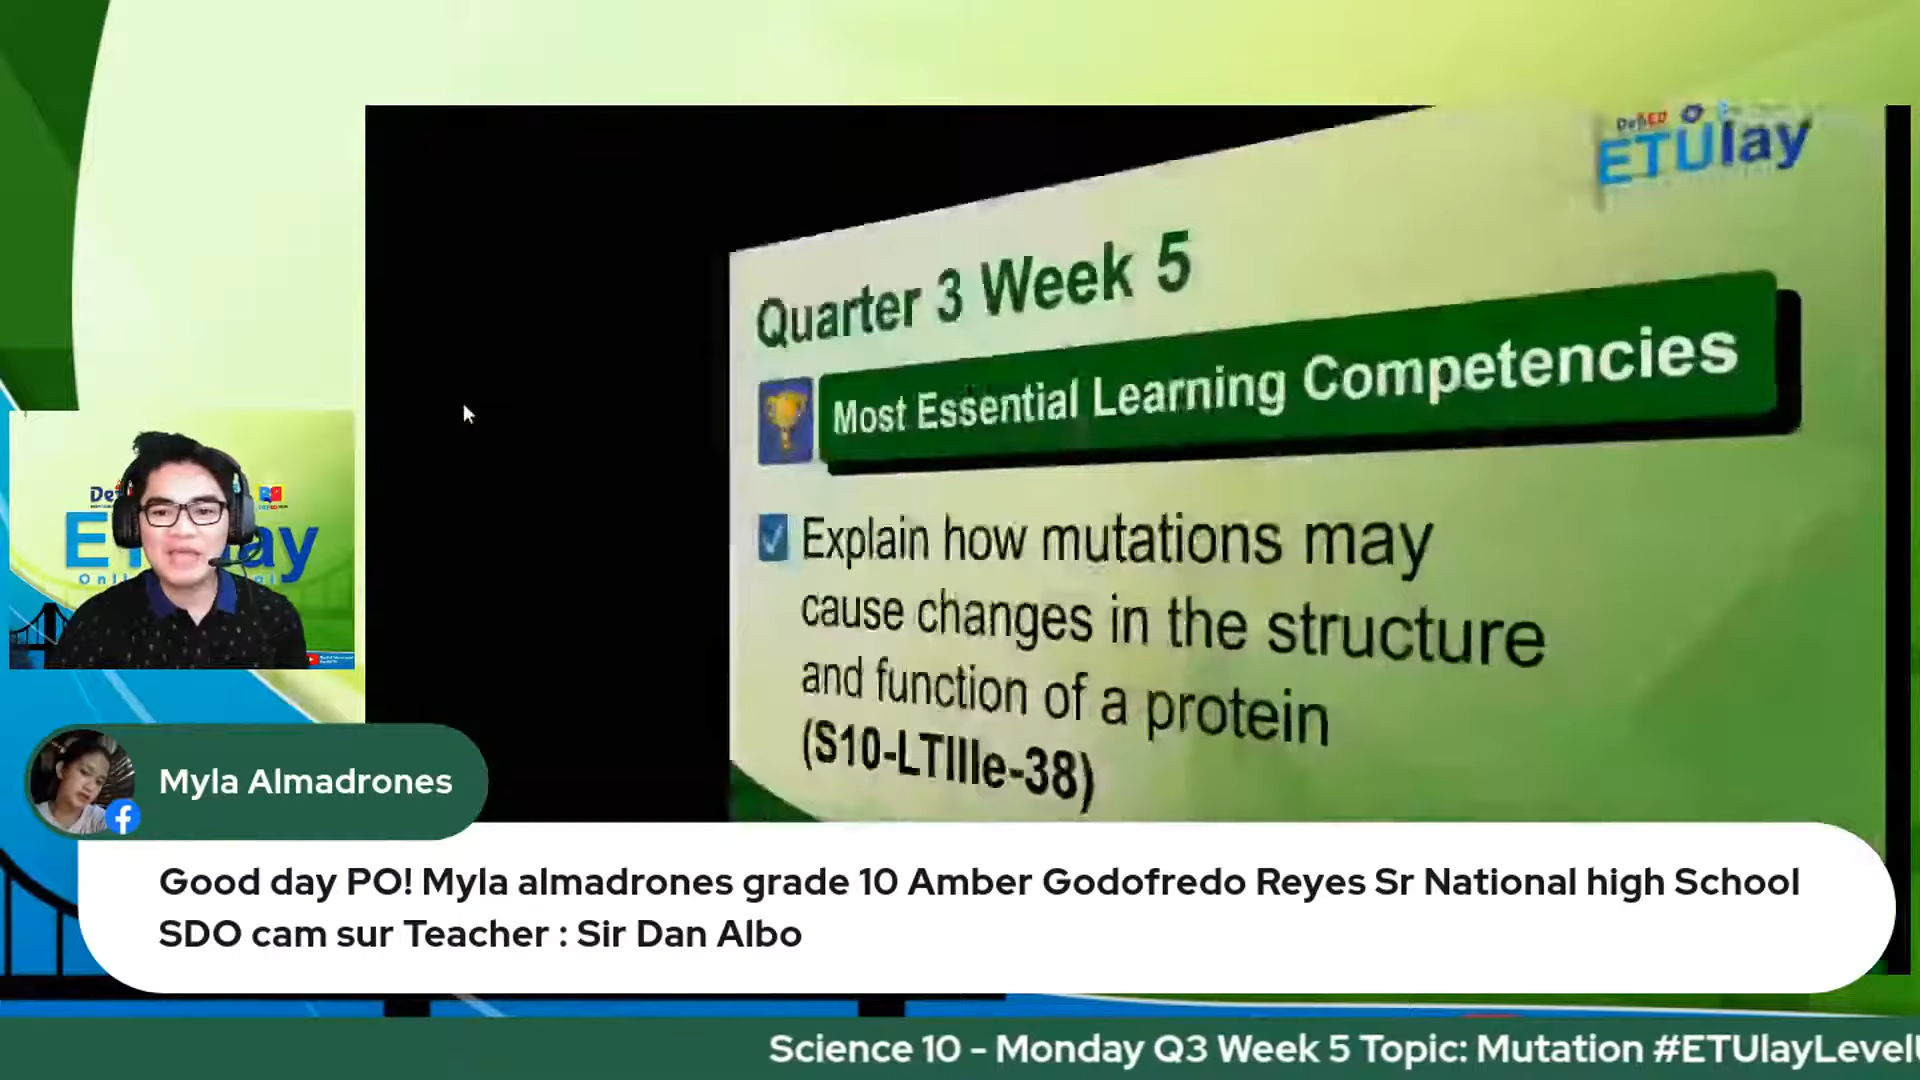 DepED
ETUlay
Quarter 3 Week 5
Most Essential Learning Competencies
Explain how mutations may
cause changes in the structure
and function of a protein
(S10-LTIIIe-38)
Myla Almadrones
Good day PO! Myla almadrones grade 10 Amber Godofredo Reyes Sr National high School
SDO cam sur Teacher : Sir Dan Albo
Science 10 - Monday Q3 Week 5 Topic: Mutation #ETUlayLevel